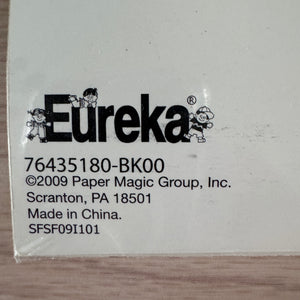 Eureka®
76435180-BK00
©2009 Paper Magic Group, Inc.
Scranton, PA 18501
Made in China.
SFSF09I101